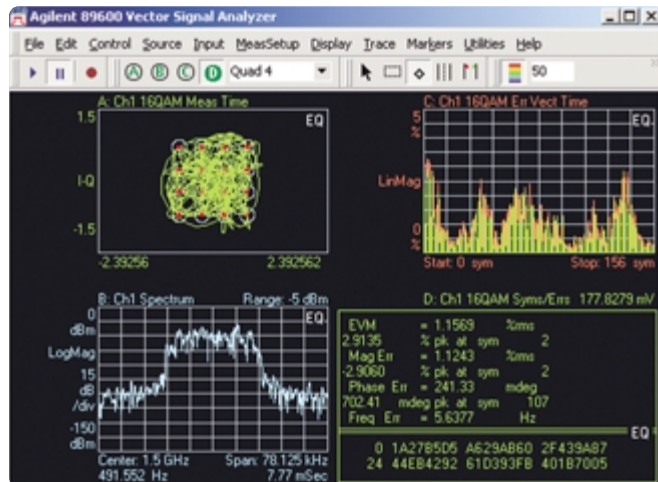 Agilent 89600 Vector Signal Analyzer
File Edit Control Source Input MeasSetup Display Trace Markers Utilities Help
A B C D Quad 4 50
A: Ch1 16QAM Meas Time
1.5
EQ
I-Q
-1.5
-2.39256 2.392562
C: Ch1 16QAM Err Vect Time
5
%
EQ
LinMag
0
%
Start: 0 sym Stop: 156 sym
B: Ch1 Spectrum Range: -5 dBm
0
dBm
EQ
LogMag
15
dB
/div
-150
dBm
Center: 1.5 GHz Span: 78.125 kHz
491.552 Hz 7.77 mSec
D: Ch1 16QAM Syms/Errs 177.8279 mV
EVM = 1.1569 %rms
2.9135 % pk at sym 2
Mag Err = 1.1243 %rms
-2.9060 % pk at sym 2
Phase Err = 241.33 mdeg
702.41 mdeg pk at sym 107
Freq Err = 5.6377 Hz
EQ
0 1A27B5D5 A629AB60 2F439A87
24 44EB4292 61D393FB 401B7005